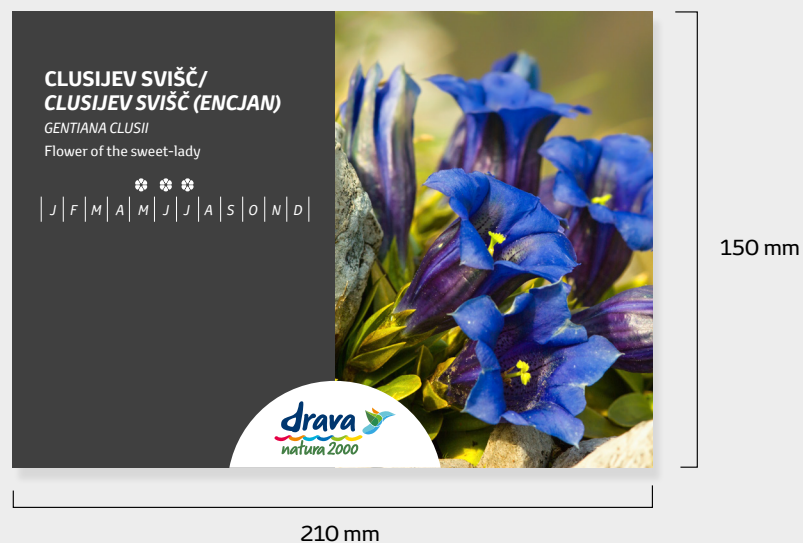 CLUSIJEV SVIŠČ/
CLUSIJEV SVIŠČ (ENCJAN)
GENTIANA CLUSII
Flower of the sweet-lady
J F M A M J J A S O N D
drava
natura 2000
150 mm
210 mm